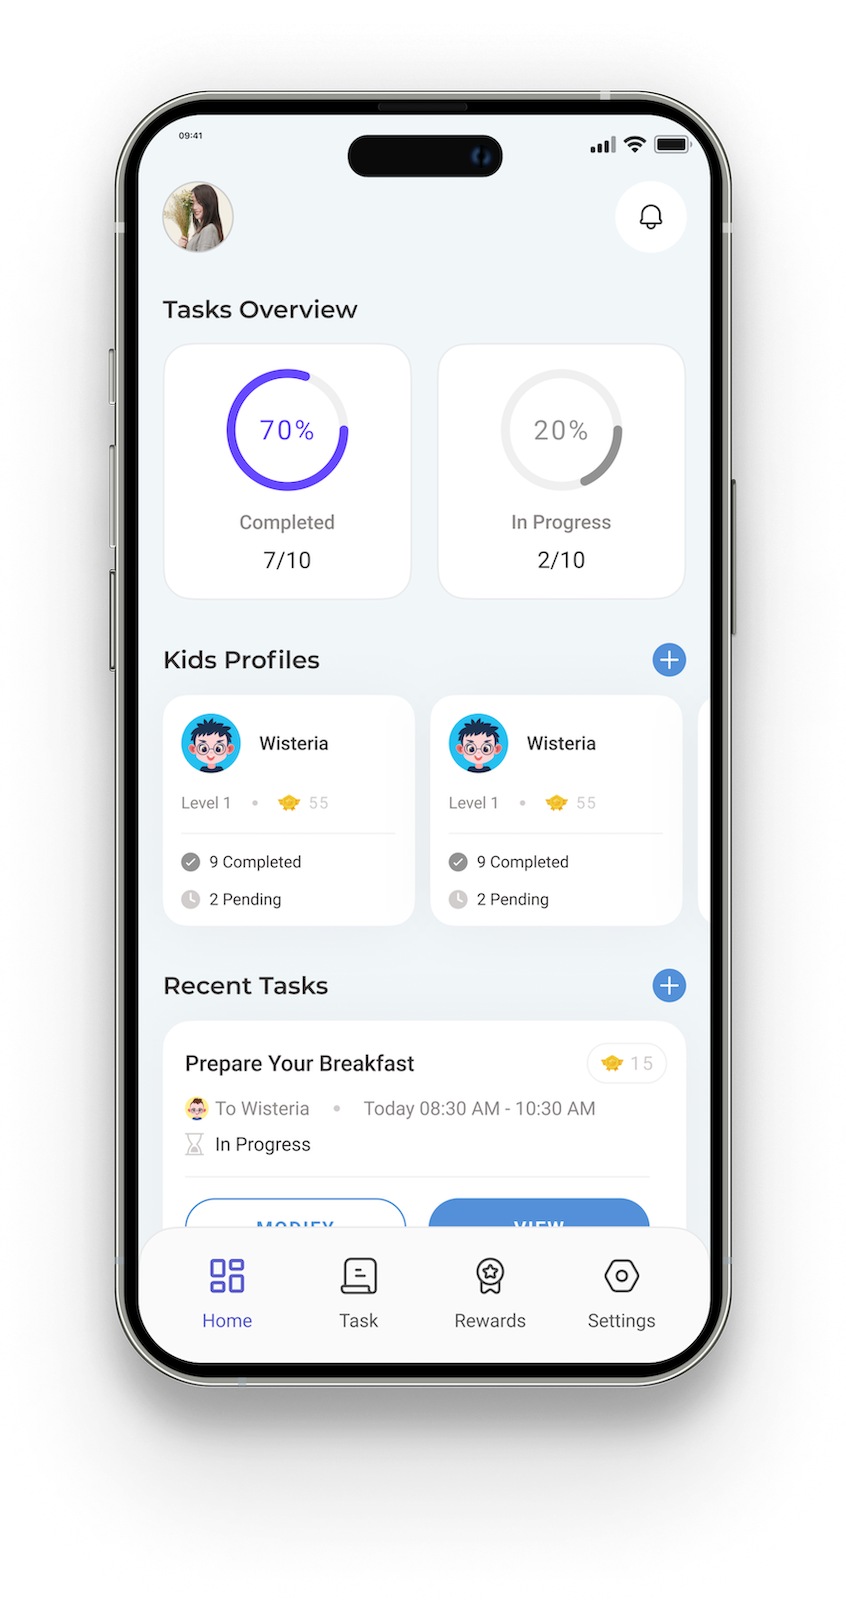 09:41
Tasks Overview
70%
20%
Completed
In Progress
7/10
2/10
Kids Profiles
Wisteria
Wisteria
Level 1 • 55
Level 1 • 55
9 Completed
9 Completed
2 Pending
2 Pending
Recent Tasks
Prepare Your Breakfast
15
To Wisteria • Today 08:30 AM - 10:30 AM
In Progress
MODIFY
VIEW
Home
Task
Rewards
Settings